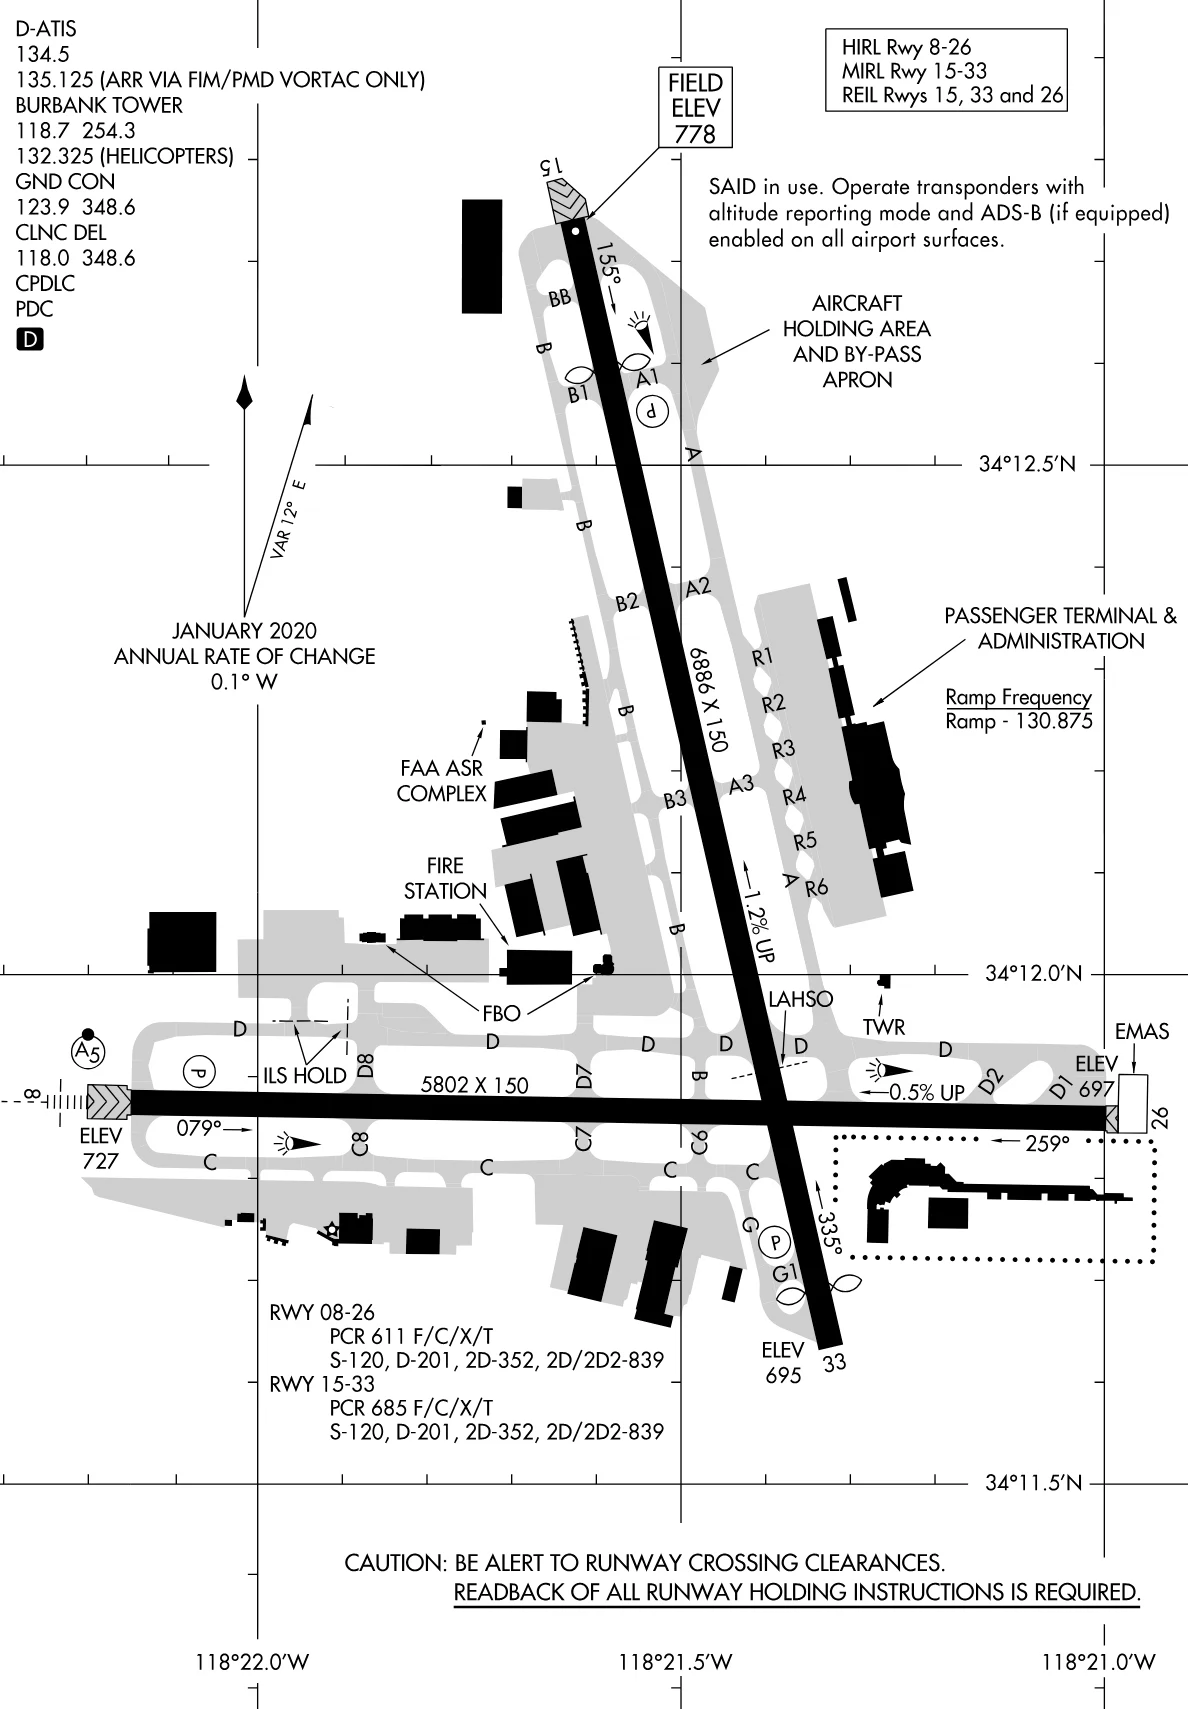 D-ATIS
134.5
135.125 (ARR VIA FIM/PMD VORTAC ONLY)
BURBANK TOWER
118.7 254.3
132.325 (HELICOPTERS)
GND CON
123.9 348.6
CLNC DEL
118.0 348.6
CPDLC
PDC
D
HIRL Rwy 8-26
MIRL Rwy 15-33
REIL Rwys 15, 33 and 26
FIELD
ELEV
778
15
SAID in use. Operate transponders with
altitude reporting mode and ADS-B (if equipped)
enabled on all airport surfaces.
155°
BB
B
AIRCRAFT
HOLDING AREA
AND BY-PASS
APRON
B1
A1
P
A
34°12.5'N
VAR 12° E
B
JANUARY 2020
ANNUAL RATE OF CHANGE
0.1° W
B2
A2
PASSENGER TERMINAL &
ADMINISTRATION
R1
6886 X 150
R2
Ramp Frequency
Ramp - 130.875
B
R3
FAA ASR
COMPLEX
B3
A3
R4
R5
FIRE
STATION
A
R6
1.2% UP
B
34°12.0'N
FBO
LAHSO
TWR
EMAS
D
D
D
D
D
D
A5
P
ILS HOLD
D8
D7
B
D2
D1
ELEV
697
5802 X 150
0.5% UP
8
26
ELEV
727
079°
C8
C7
C9
259°
C
C
C
C
G
P
335°
G1
RWY 08-26
PCR 611 F/C/X/T
S-120, D-201, 2D-352, 2D/2D2-839
RWY 15-33
PCR 685 F/C/X/T
S-120, D-201, 2D-352, 2D/2D2-839
ELEV
695
33
34°11.5'N
CAUTION: BE ALERT TO RUNWAY CROSSING CLEARANCES.
READBACK OF ALL RUNWAY HOLDING INSTRUCTIONS IS REQUIRED.
118°22.0'W
118°21.5'W
118°21.0'W